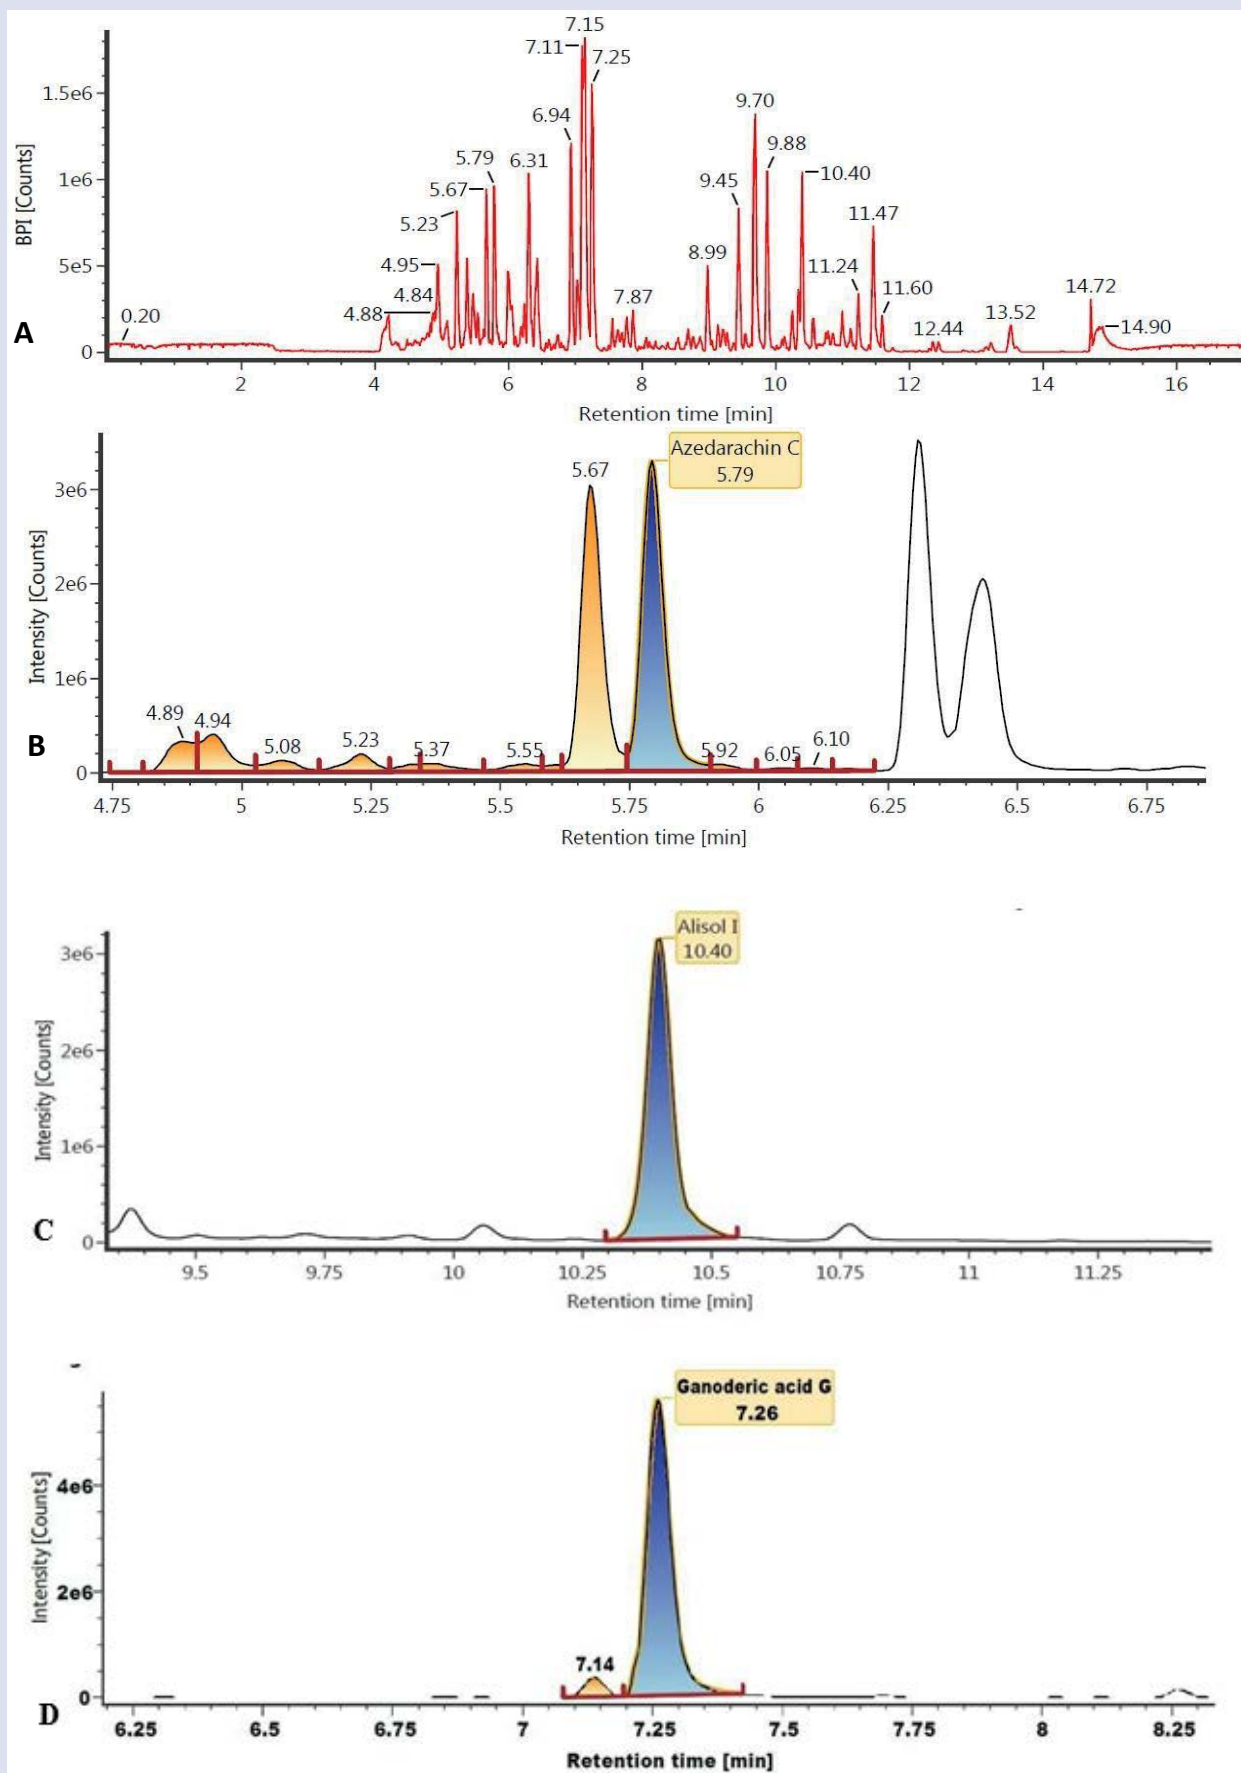 7.15
7.11
7.25
1.5e6
6.94
9.70
9.88
5.79
6.31
1e6
5.67
9.45
10.40
5.23
11.47
BPI [Counts]
4.95
8.99
5e5
11.24
4.84
7.87
14.72
4.88
11.60
0.20
13.52
12.44
14.90
A
0
2
4
6
8
10
12
14
16
Retention time [min]
Azedarachin C
5.79
5.67
3e6
2e6
Intensity [Counts]
1e6
4.89
4.94
5.08
5.23
5.37
5.55
5.92
6.05
6.10
B
0
4.75
5
5.25
5.5
5.75
6
6.25
6.5
6.75
Retention time [min]
Alisol I
10.40
3e6
2e6
Intensity [Counts]
1e6
C
0
9.5
9.75
10
10.25
10.5
10.75
11
11.25
Retention time [min]
Ganoderic acid G
7.26
4e6
Intensity [Counts]
2e6
7.14
0
D
6.25
6.5
6.75
7
7.25
7.5
7.75
8
8.25
Retention time [min]